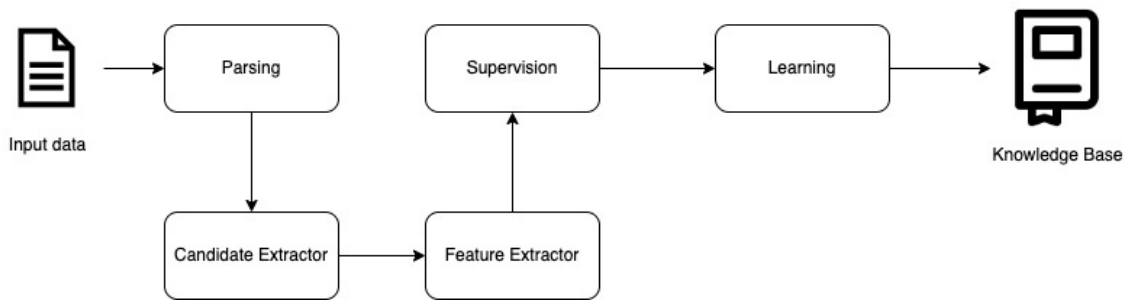 Input data
Parsing
Candidate Extractor
Feature Extractor
Supervision
Learning
Knowledge Base